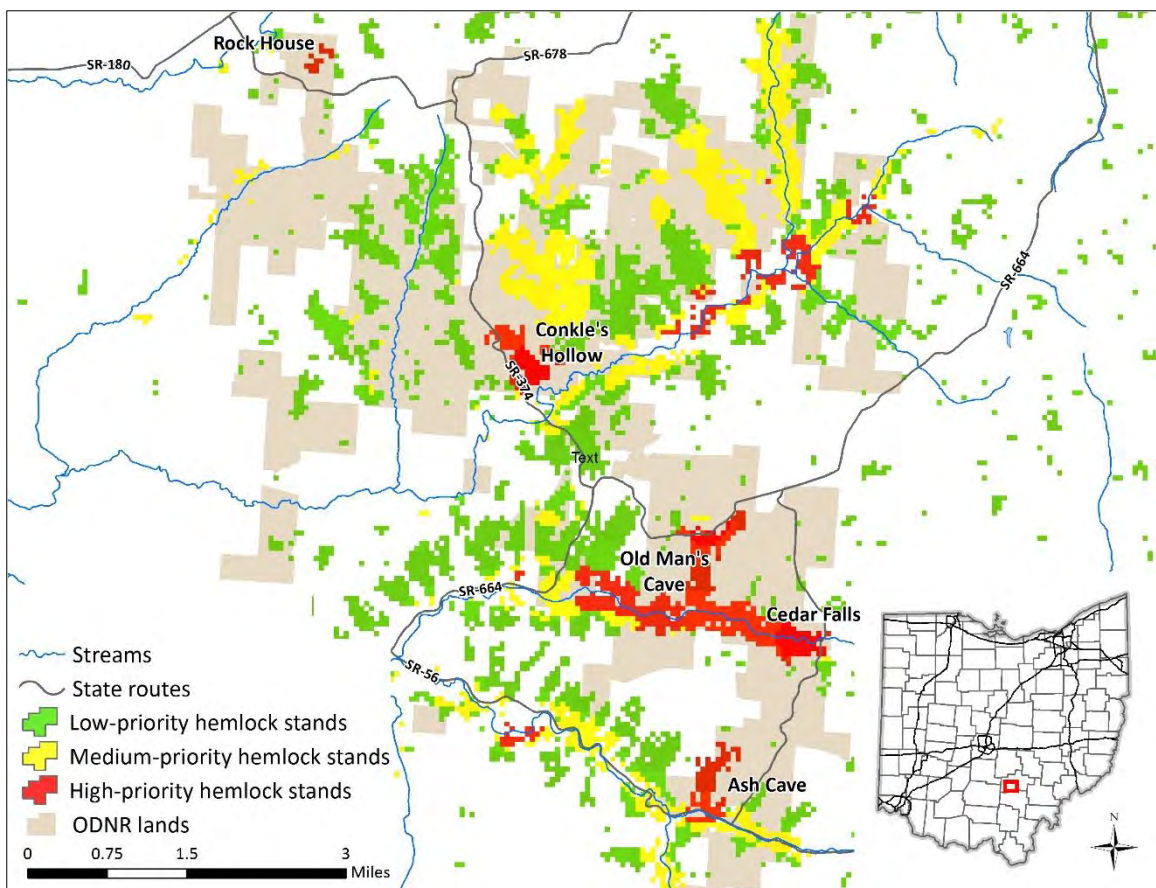 Rock House
SR-180
SR-678
SR-664
Conkle's
Hollow
SR-374
Text
Old Man's
Cave
SR-664
Cedar Falls
SR-56
Ash Cave
Streams
State routes
Low-priority hemlock stands
Medium-priority hemlock stands
High-priority hemlock stands
ODNR lands
0 0.75 1.5 3
Miles
N